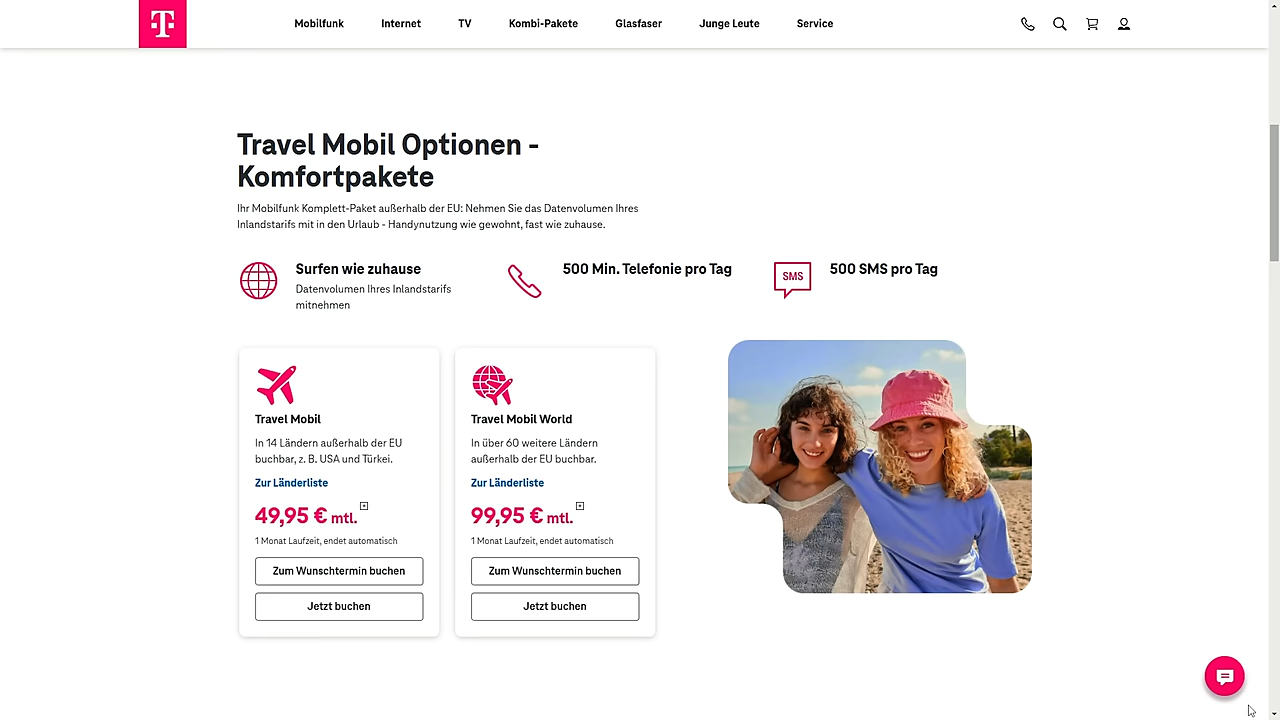 T
Mobilfunk Internet TV Kombi-Pakete Glasfaser Junge Leute Service
Travel Mobil Optionen -
Komfortpakete
Ihr Mobilfunk Komplett-Paket außerhalb der EU: Nehmen Sie das Datenvolumen Ihres
Inlandstarifs mit in den Urlaub - Handynutzung wie gewohnt, fast wie zuhause.
Surfen wie zuhause
Datenvolumen Ihres Inlandstarifs
mitnehmen
500 Min. Telefonie pro Tag
SMS
500 SMS pro Tag
Travel Mobil
In 14 Ländern außerhalb der EU
buchbar, z. B. USA und Türkei.
Zur Länderliste
49,95 € mtl.
1 Monat Laufzeit, endet automatisch
Zum Wunschtermin buchen
Jetzt buchen
Travel Mobil World
In über 60 weitere Ländern
außerhalb der EU buchbar.
Zur Länderliste
99,95 € mtl.
1 Monat Laufzeit, endet automatisch
Zum Wunschtermin buchen
Jetzt buchen